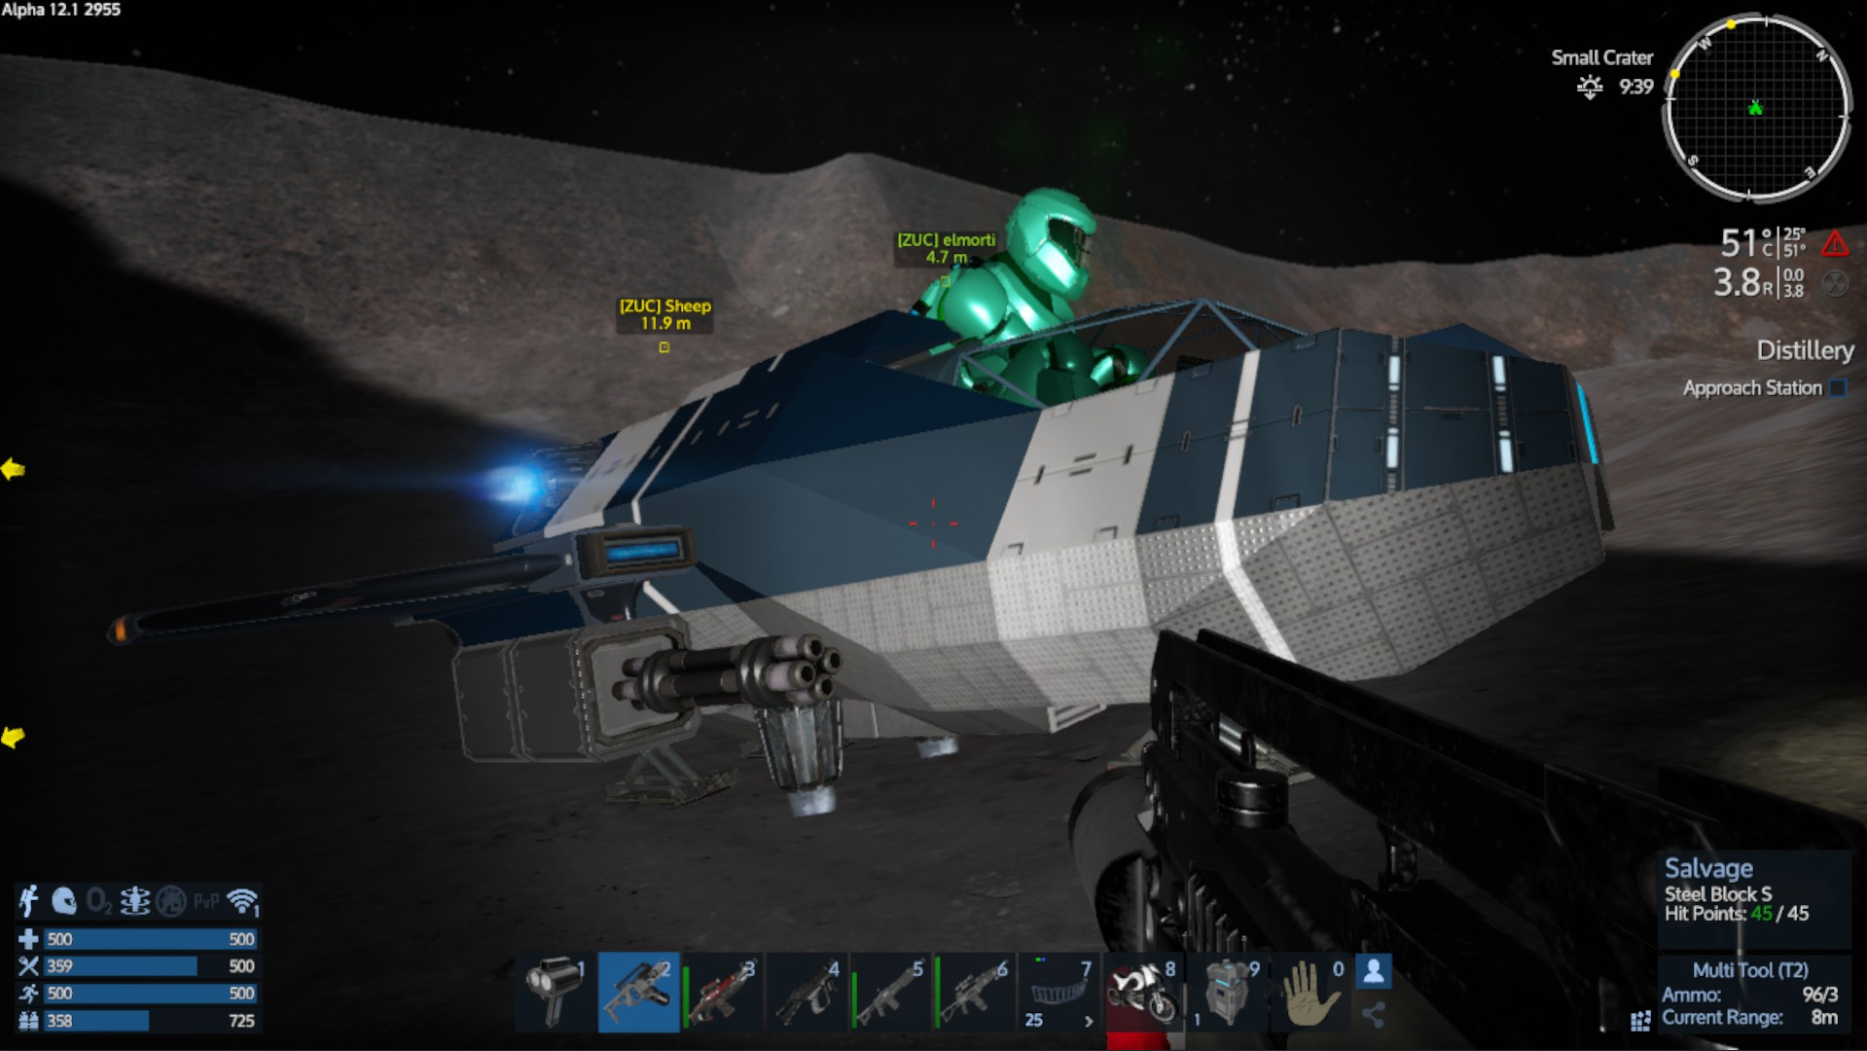 Alpha 12.1 2955
Small Crater
9:39
W
N
S
E
51°C 25° 51°
3.8R 0.0 3.8
Distillery
Approach Station
[ZUC] elmorti
4.7 m
[ZUC] Sheep
11.9 m
O2 PvP 1
500 500
359 500
500 500
358 725
1 2 3 4 5 6 7 8 9 0
25
1
Salvage
Steel Block S
Hit Points: 45 / 45
Multi Tool (T2)
Ammo: 96/3
Current Range: 8m